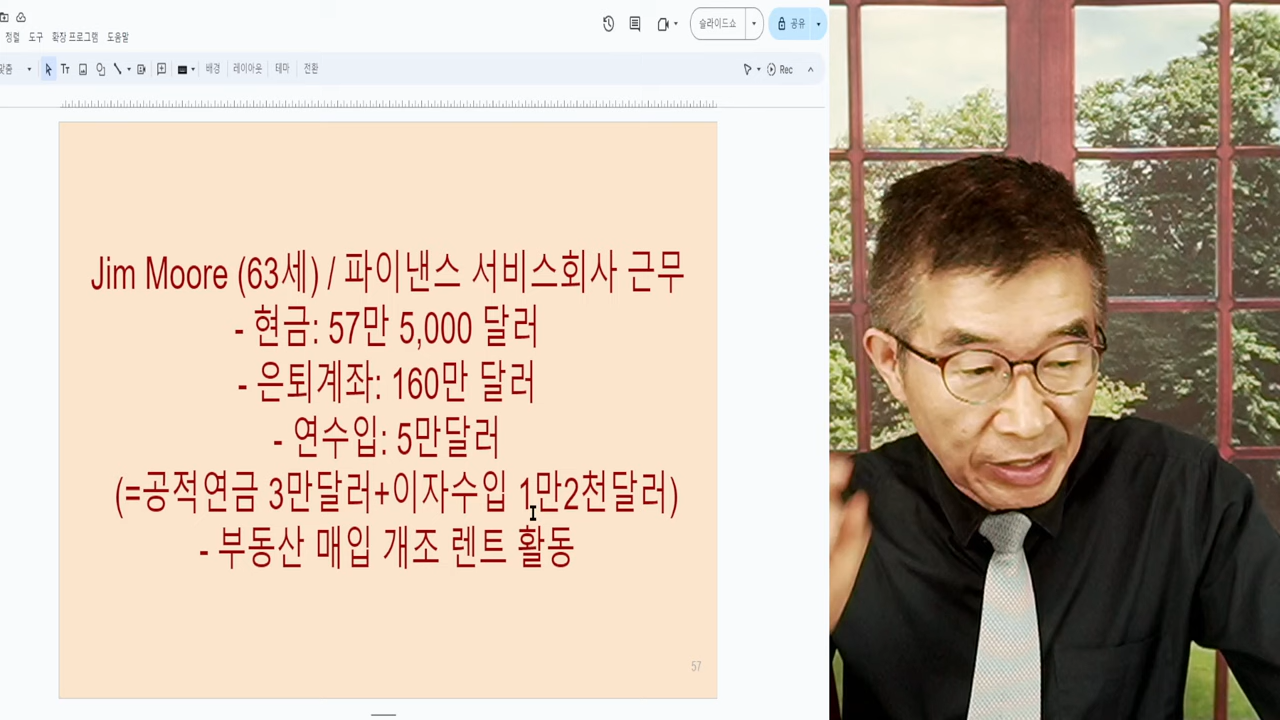 정렬 도구 확장 프로그램 도움말
슬라이드쇼
공유
맞춤
배경 레이아웃 테마 전환
Rec
Jim Moore (63세) / 파이낸스 서비스회사 근무
- 현금: 57만 5,000 달러
- 은퇴계좌: 160만 달러
- 연수입: 5만달러
(=공적연금 3만달러+이자수입 1만2천달러)
- 부동산 매입 개조 렌트 활동
57